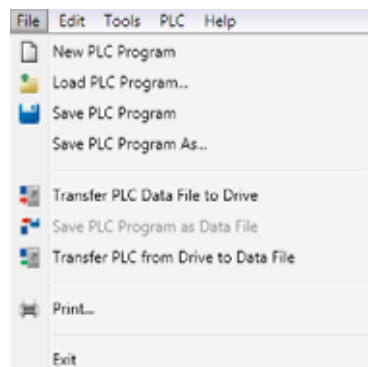 File Edit Tools PLC Help
New PLC Program
Load PLC Program..
Save PLC Program
Save PLC Program As..
Transfer PLC Data File to Drive
Save PLC Program as Data File
Transfer PLC from Drive to Data File
Print...
Exit